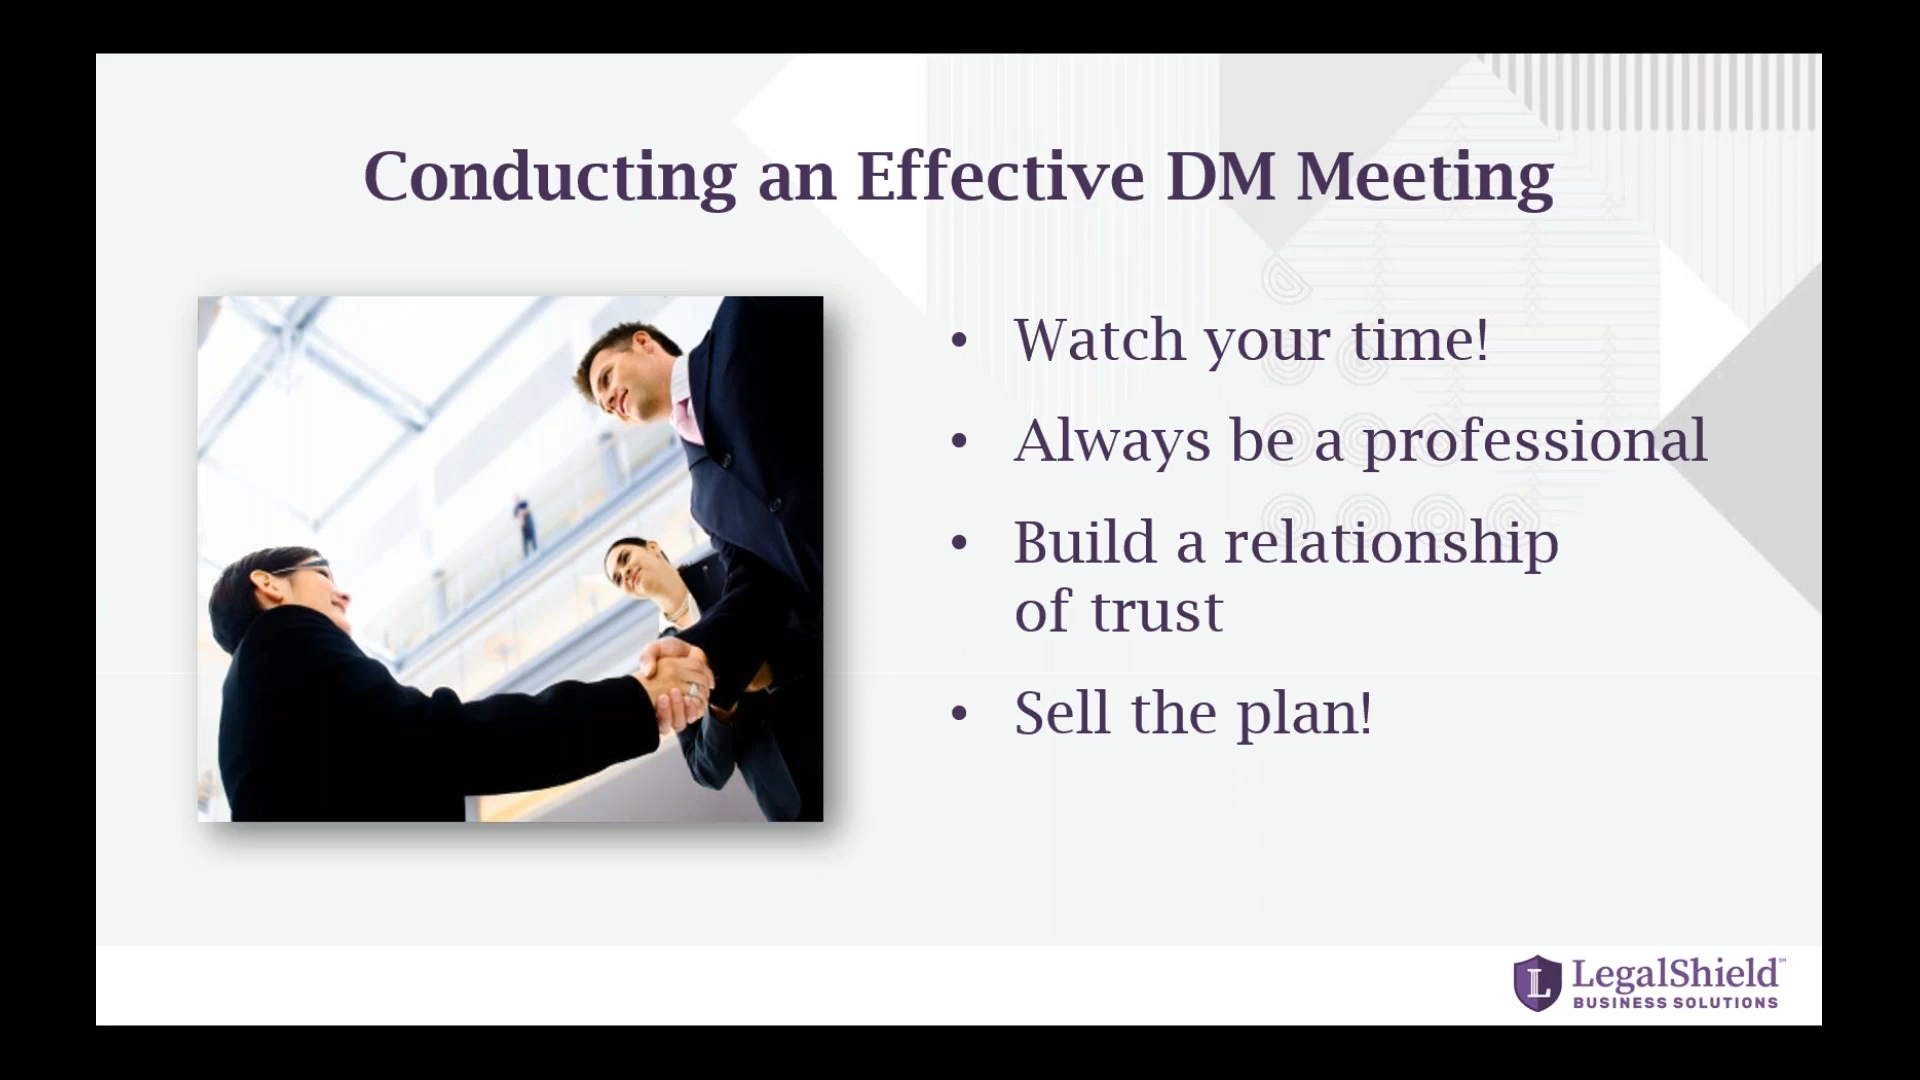 Conducting an Effective DM Meeting
• Watch your time!
• Always be a professional
• Build a relationship
of trust
• Sell the plan!
LegalShield℠
BUSINESS SOLUTIONS